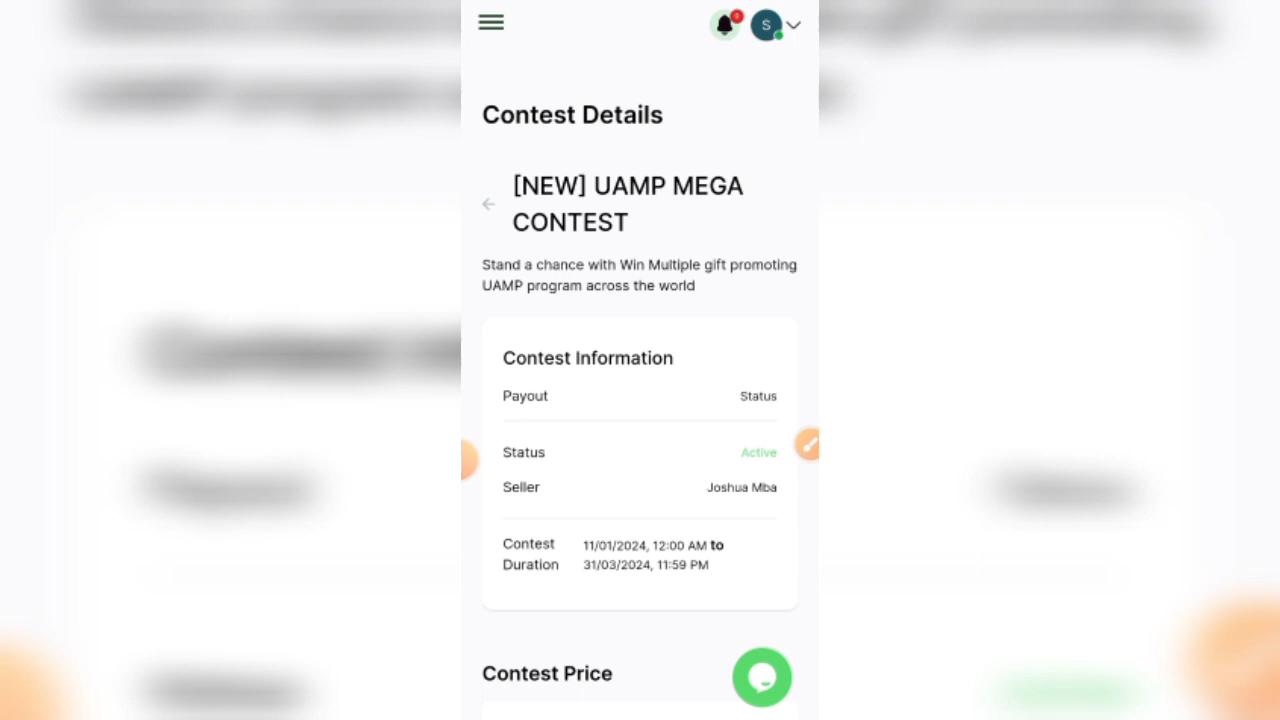 S
Contest Details
[NEW] UAMP MEGA
CONTEST
Stand a chance with Win Multiple gift promoting
UAMP program across the world
Contest Information
Payout Status
Status Active
Seller Joshua Mba
Contest Duration 11/01/2024, 12:00 AM to
31/03/2024, 11:59 PM
Contest Price